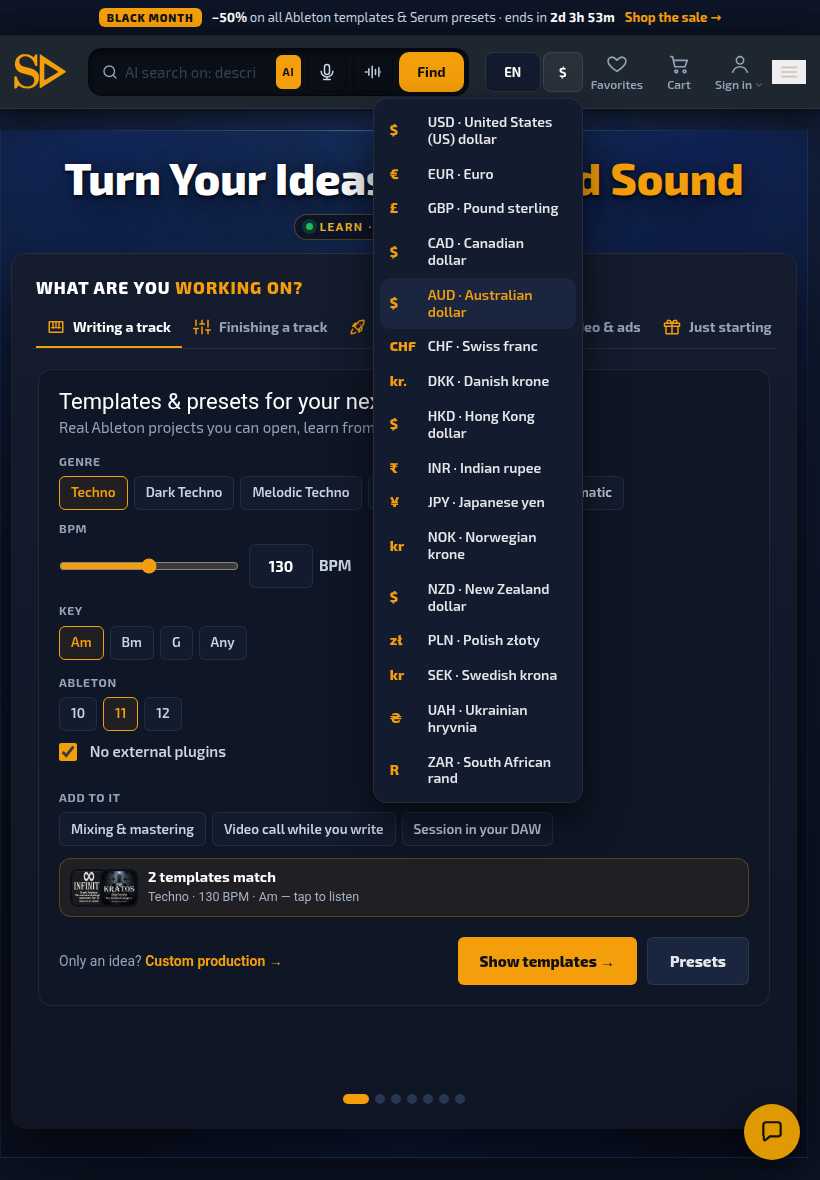 BLACK MONTH −50% on all Ableton templates & Serum presets · ends in 2d 3h 53m Shop the sale →
AI search on: descri
AI
Find
EN
$
Favorites
Cart
Sign in
USD · United States
(US) dollar
$
€ EUR · Euro
£ GBP · Pound sterling
$ CAD · Canadian
dollar
$ AUD · Australian
dollar
CHF CHF · Swiss franc
kr. DKK · Danish krone
$ HKD · Hong Kong
dollar
₹ INR · Indian rupee
¥ JPY · Japanese yen
kr NOK · Norwegian
krone
$ NZD · New Zealand
dollar
zł PLN · Polish złoty
kr SEK · Swedish krona
₴ UAH · Ukrainian
hryvnia
R ZAR · South African
rand
Turn Your Ideas
Sound
LEARN ·
WHAT ARE YOU WORKING ON?
Writing a track
Finishing a track
& ads
Just starting
Templates & presets for your
Real Ableton projects you can open, learn from
GENRE
Techno
Dark Techno
Melodic Techno
BPM
130 BPM
KEY
Am
Bm
G
Any
ABLETON
10
11
12
No external plugins
ADD TO IT
Mixing & mastering
Video call while you write
Session in your DAW
INFINIT
KRATOS
2 templates match
Techno · 130 BPM · Am — tap to listen
Only an idea? Custom production →
Show templates →
Presets